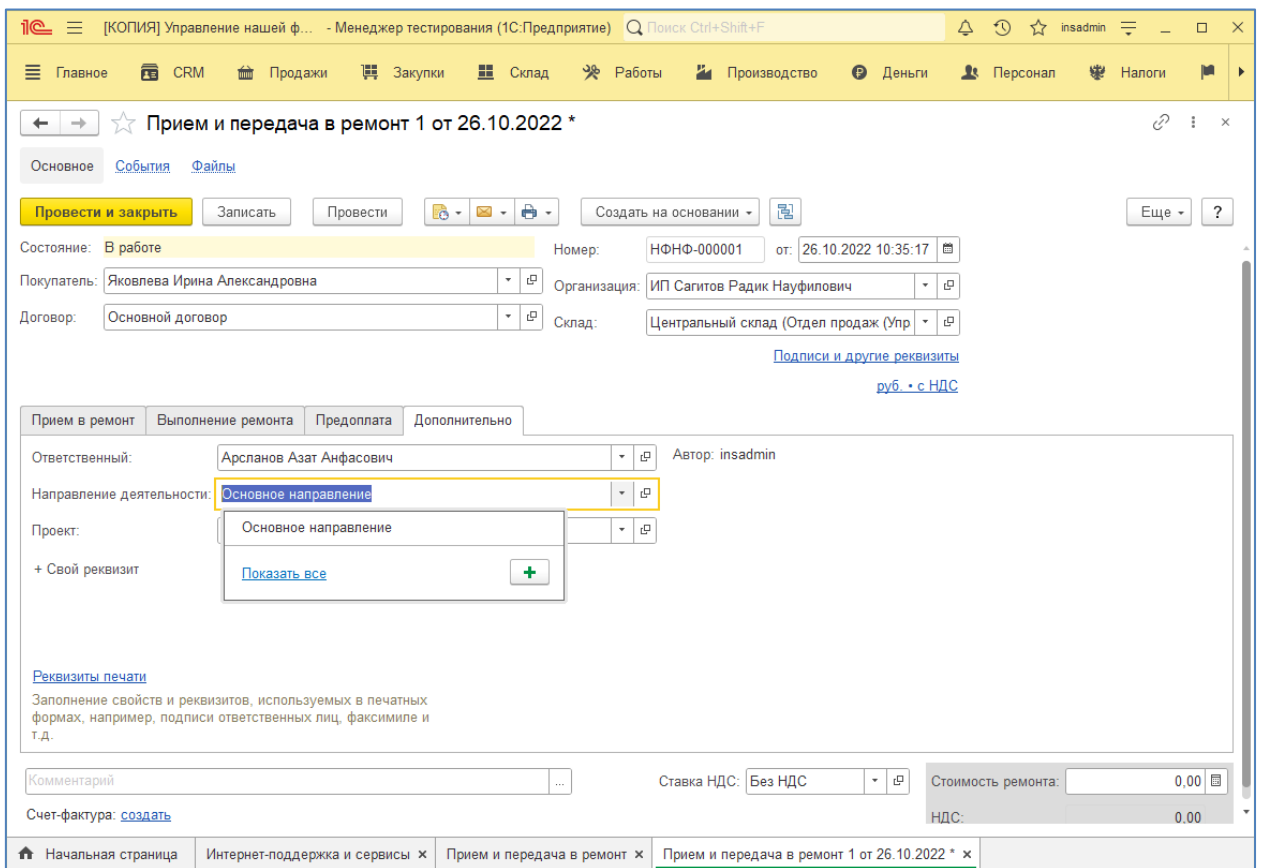 1С [КОПИЯ] Управление нашей ф... - Менеджер тестирования (1С:Предприятие) Поиск Ctrl+Shift+F insadmin
Главное CRM Продажи Закупки Склад Работы Производство Деньги Персонал Налоги
Прием и передача в ремонт 1 от 26.10.2022 *
Основное События Файлы
Провести и закрыть Записать Провести Создать на основании Еще ?
Состояние: В работе Номер: НФНФ-000001 от: 26.10.2022 10:35:17
Покупатель: Яковлева Ирина Александровна Организация: ИП Сагитов Радик Науфилович
Договор: Основной договор Склад: Центральный склад (Отдел продаж (Упр
Подписи и другие реквизиты
руб. • с НДС
Прием в ремонт Выполнение ремонта Предоплата Дополнительно
Ответственный: Арсланов Азат Анфасович Автор: insadmin
Направление деятельности: Основное направление
Проект: Основное направление
+ Свой реквизит Показать все
Реквизиты печати
Заполнение свойств и реквизитов, используемых в печатных
формах, например, подписи ответственных лиц, факсимиле и
т.д.
Комментарий ... Ставка НДС: Без НДС Стоимость ремонта: 0,00
Счет-фактура: создать НДС: 0,00
Начальная страница Интернет-поддержка и сервисы × Прием и передача в ремонт × Прием и передача в ремонт 1 от 26.10.2022 * ×